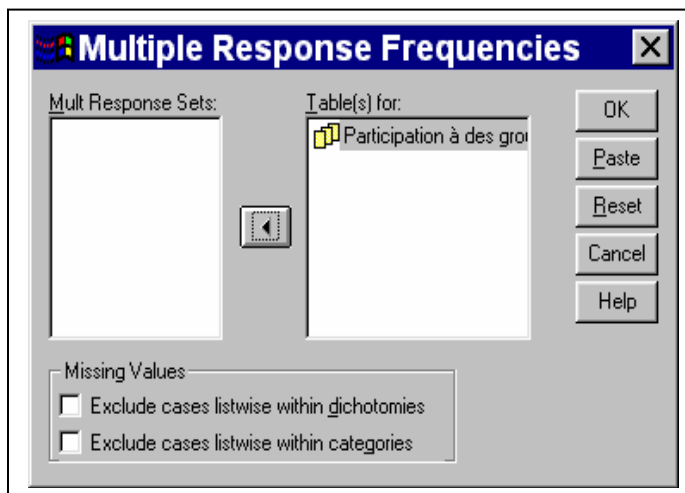 Multiple Response Frequencies
Mult Response Sets:
Table(s) for:
Participation à des grou
OK
Paste
Reset
Cancel
Help
Missing Values
Exclude cases listwise within dichotomies
Exclude cases listwise within categories